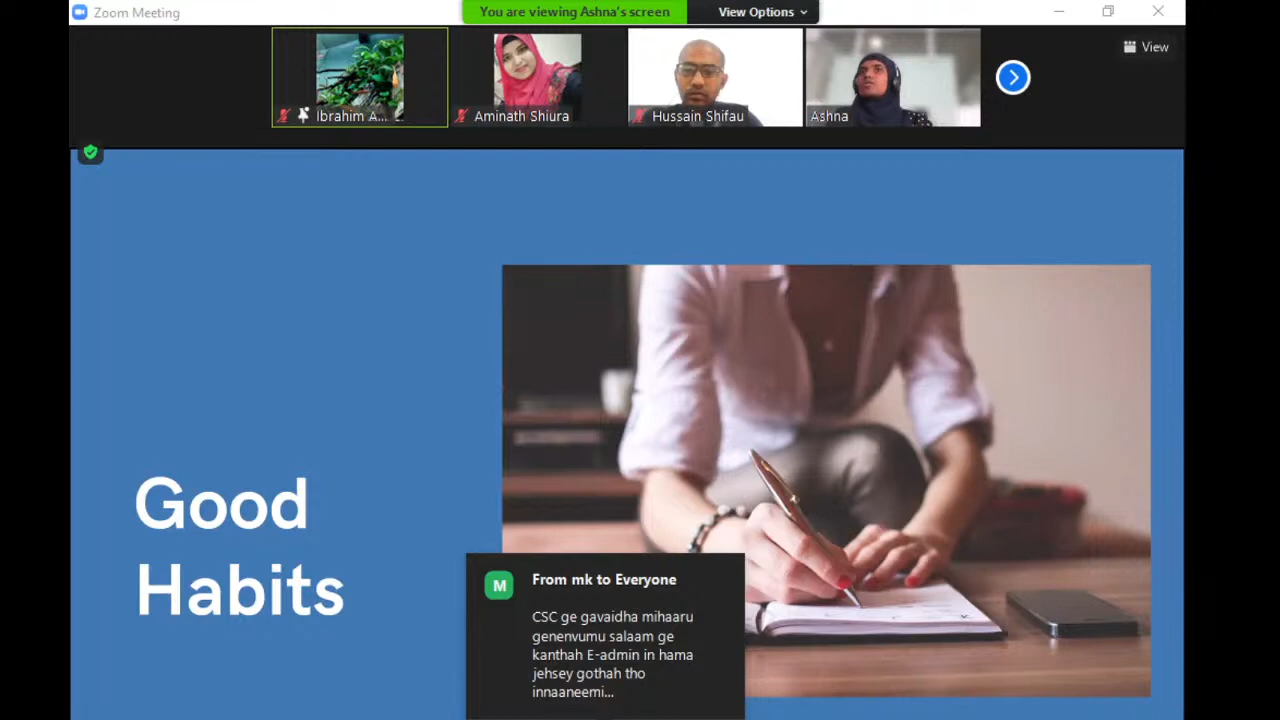 Zoom Meeting
You are viewing Ashna's screen
View Options
View
Ibrahim A...
Aminath Shiura
Hussain Shifau
Ashna
Good
Habits
M
From mk to Everyone
CSC ge gavaidha mihaaru
genenvumu salaam ge
kanthah E-admin in hama
jehsey gothah tho
innaaneemi...